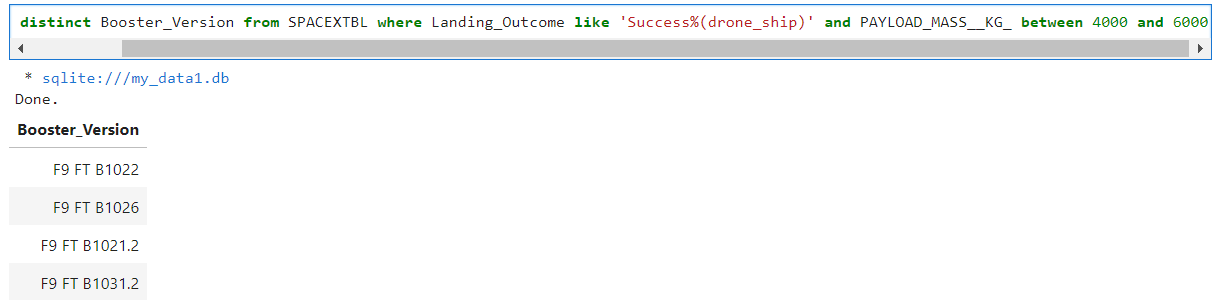 distinct Booster_Version from SPACEXTBL where Landing_Outcome like 'Success%(drone_ship)' and PAYLOAD_MASS__KG_ between 4000 and 6000
* sqlite:///my_data1.db
Done.
Booster_Version
F9 FT B1022
F9 FT B1026
F9 FT B1021.2
F9 FT B1031.2